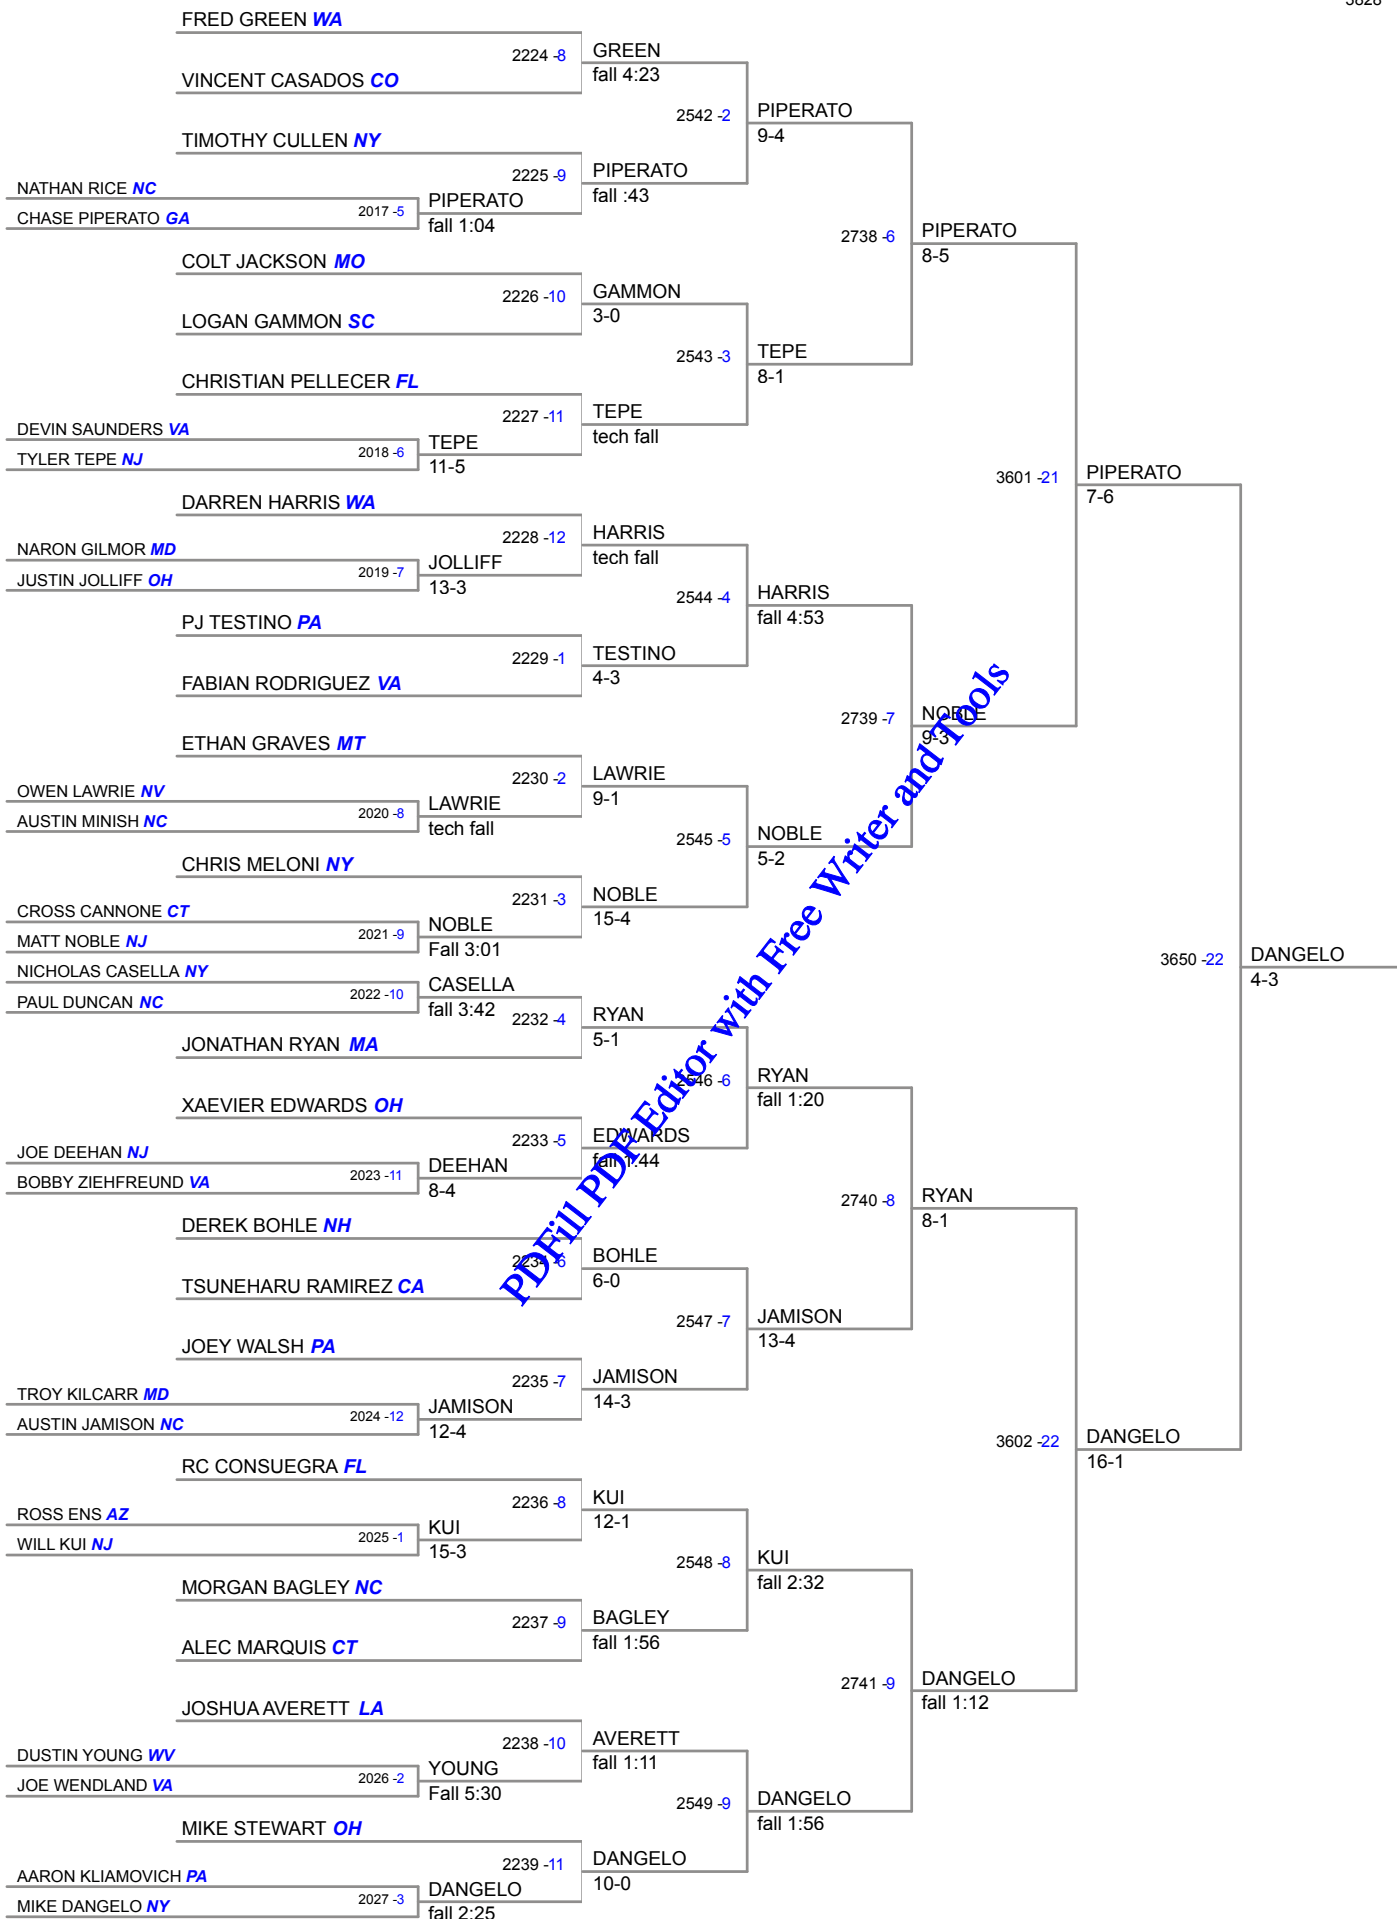 3828
FRED GREEN WA
2224 -8 GREEN
fall 4:23
VINCENT CASADOS CO
2542 -2 PIPERATO
9-4
TIMOTHY CULLEN NY
2225 -9 PIPERATO
fall :43
NATHAN RICE NC
2017 -5 PIPERATO
fall 1:04
CHASE PIPERATO GA
2738 -6 PIPERATO
8-5
COLT JACKSON MO
2226 -10 GAMMON
3-0
LOGAN GAMMON SC
2543 -3 TEPE
8-1
CHRISTIAN PELLECER FL
2227 -11 TEPE
tech fall
DEVIN SAUNDERS VA
2018 -6 TEPE
11-5
TYLER TEPE NJ
3601 -21 PIPERATO
7-6
DARREN HARRIS WA
2228 -12 HARRIS
tech fall
NARON GILMOR MD
2019 -7 JOLLIFF
13-3
JUSTIN JOLLIFF OH
2544 -4 HARRIS
fall 4:53
PJ TESTINO PA
2229 -1 TESTINO
4-3
FABIAN RODRIGUEZ VA
2739 -7 NOBLE
9-3
ETHAN GRAVES MT
2230 -2 LAWRIE
9-1
OWEN LAWRIE NV
2020 -8 LAWRIE
tech fall
AUSTIN MINISH NC
2545 -5 NOBLE
5-2
CHRIS MELONI NY
2231 -3 NOBLE
15-4
CROSS CANNONE CT
2021 -9 NOBLE
Fall 3:01
MATT NOBLE NJ
3650 -22 DANGELO
4-3
NICHOLAS CASELLA NY
2022 -10 CASELLA
fall 3:42
PAUL DUNCAN NC
2232 -4 RYAN
5-1
JONATHAN RYAN MA
2546 -6 RYAN
fall 1:20
XAEVIER EDWARDS OH
2233 -5 EDWARDS
fall 1:44
JOE DEEHAN NJ
2023 -11 DEEHAN
8-4
BOBBY ZIEHFREUND VA
2740 -8 RYAN
8-1
DEREK BOHLE NH
2234 -6 BOHLE
6-0
TSUNEHARU RAMIREZ CA
2547 -7 JAMISON
13-4
JOEY WALSH PA
2235 -7 JAMISON
14-3
TROY KILCARR MD
2024 -12 JAMISON
12-4
AUSTIN JAMISON NC
3602 -22 DANGELO
16-1
RC CONSUEGRA FL
2236 -8 KUI
12-1
ROSS ENS AZ
2025 -1 KUI
15-3
WILL KUI NJ
2548 -8 KUI
fall 2:32
MORGAN BAGLEY NC
2237 -9 BAGLEY
fall 1:56
ALEC MARQUIS CT
2741 -9 DANGELO
fall 1:12
JOSHUA AVERETT LA
2238 -10 AVERETT
fall 1:11
DUSTIN YOUNG WV
2026 -2 YOUNG
Fall 5:30
JOE WENDLAND VA
2549 -9 DANGELO
fall 1:56
MIKE STEWART OH
2239 -11 DANGELO
10-0
AARON KLIAMOVICH PA
2027 -3 DANGELO
fall 2:25
MIKE DANGELO NY
PDFill PDF Editor with Free Writer and Tools